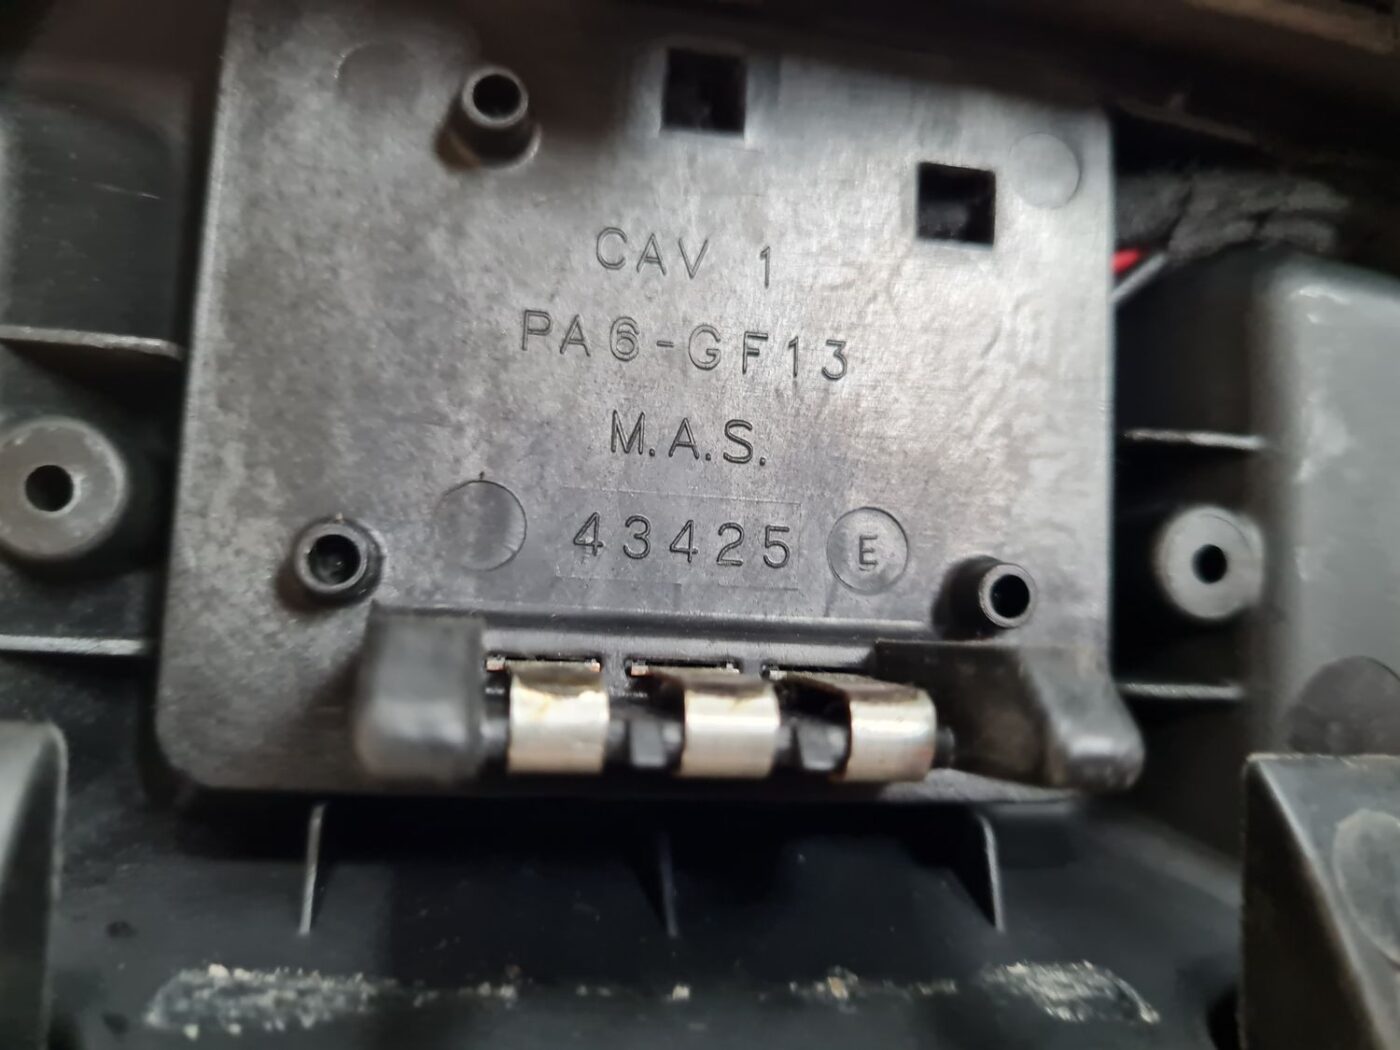 CAV 1
PA6-GF13
M.A.S.
43425 E